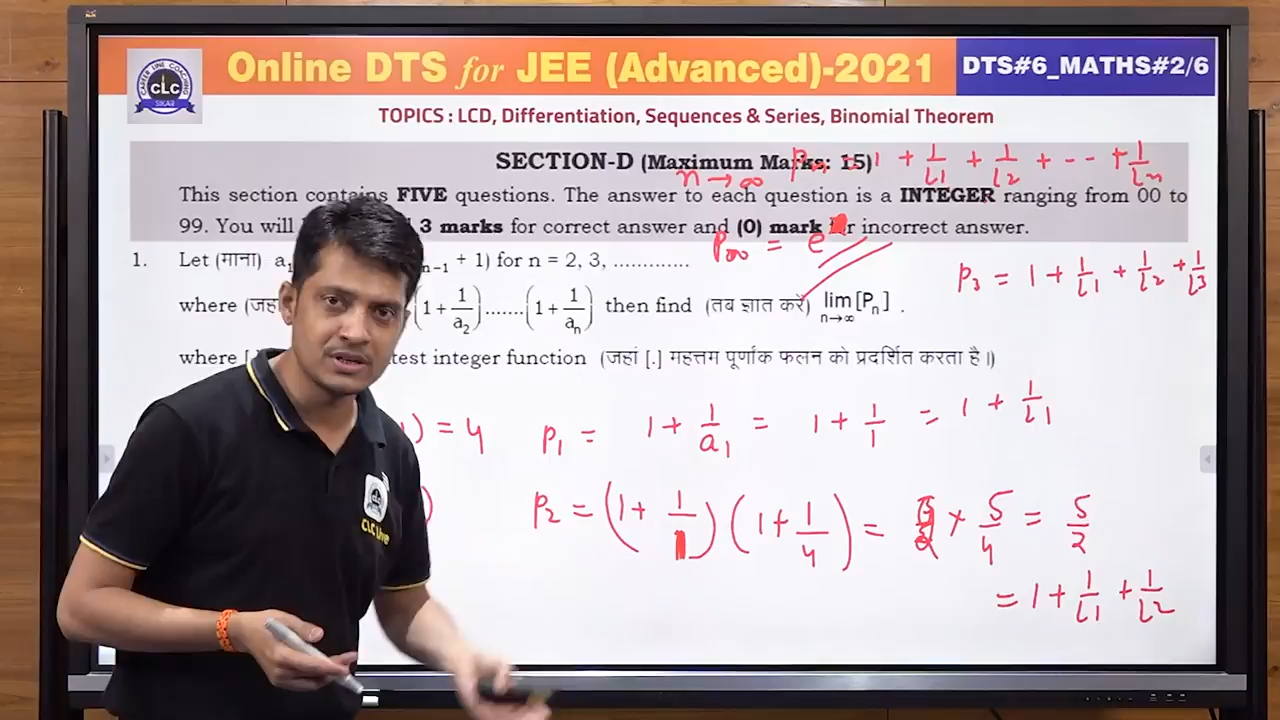 Online DTS for JEE (Advanced)-2021
DTS#6_MATHS#2/6
CAREER LINE COACHING
CLC
SIKAR
TOPICS : LCD, Differentiation, Sequences & Series, Binomial Theorem
SECTION-D (Maximum Marks: 15)
n→∞ Pn = 1 + 1/L1 + 1/L2 + -- + 1/Ln
This section contains FIVE questions. The answer to each question is a INTEGER ranging from 00 to
99. You will 3 marks for correct answer and (0) mark for incorrect answer.
P∞ = e
1. Let (माना) a₁ n−1 + 1) for n = 2, 3, .............
P3 = 1 + 1/L1 + 1/L2 + 1/L3
where (जह (1 + 1/a₂).......(1 + 1/aₙ) then find (तब ज्ञात करें) lim n→∞ [Pₙ] .
where [ test integer function (जहां [.] महत्तम पूर्णांक फलन को प्रदर्शित करता है।)
) = 4 P1 = 1 + 1/a1 = 1 + 1/1 = 1 + 1/L1
P2 = (1 + 1/1)(1 + 1/4) = × 5/4 = 5/2
= 1 + 1/L1 + 1/L2
CLC Live